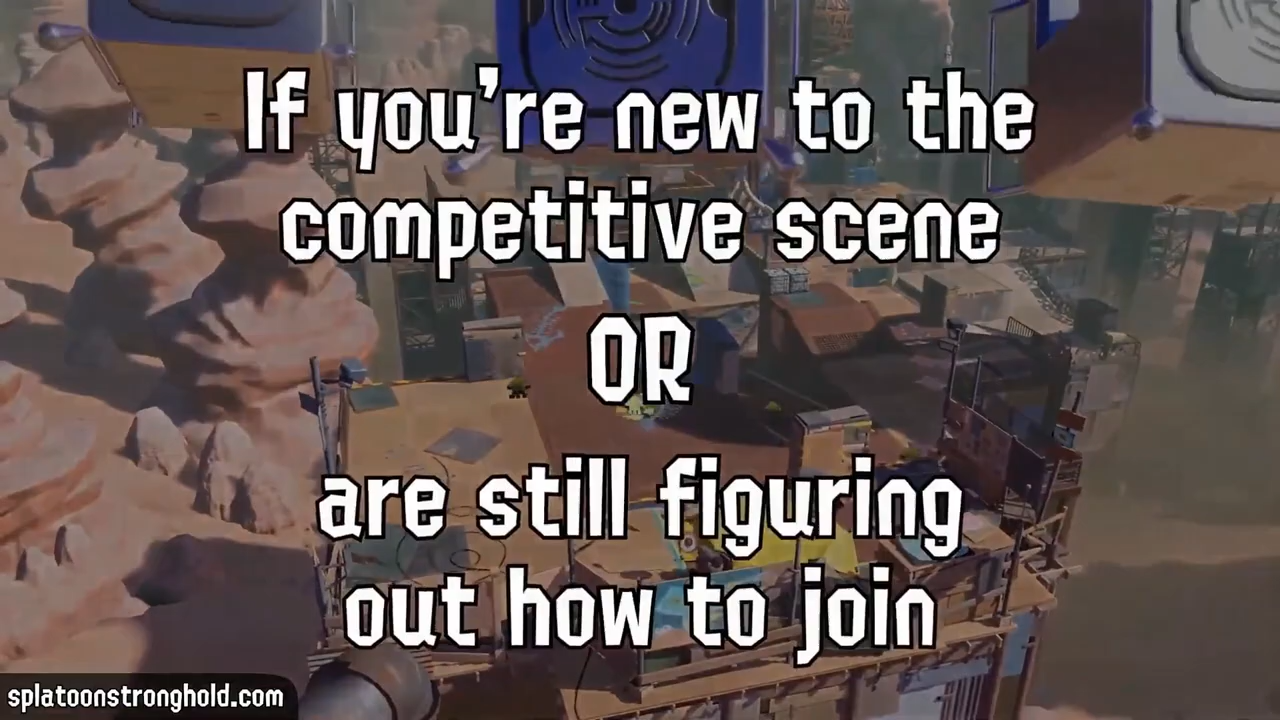 If you're new to the
competitive scene
OR
are still figuring
out how to join
splatoonstronghold.com